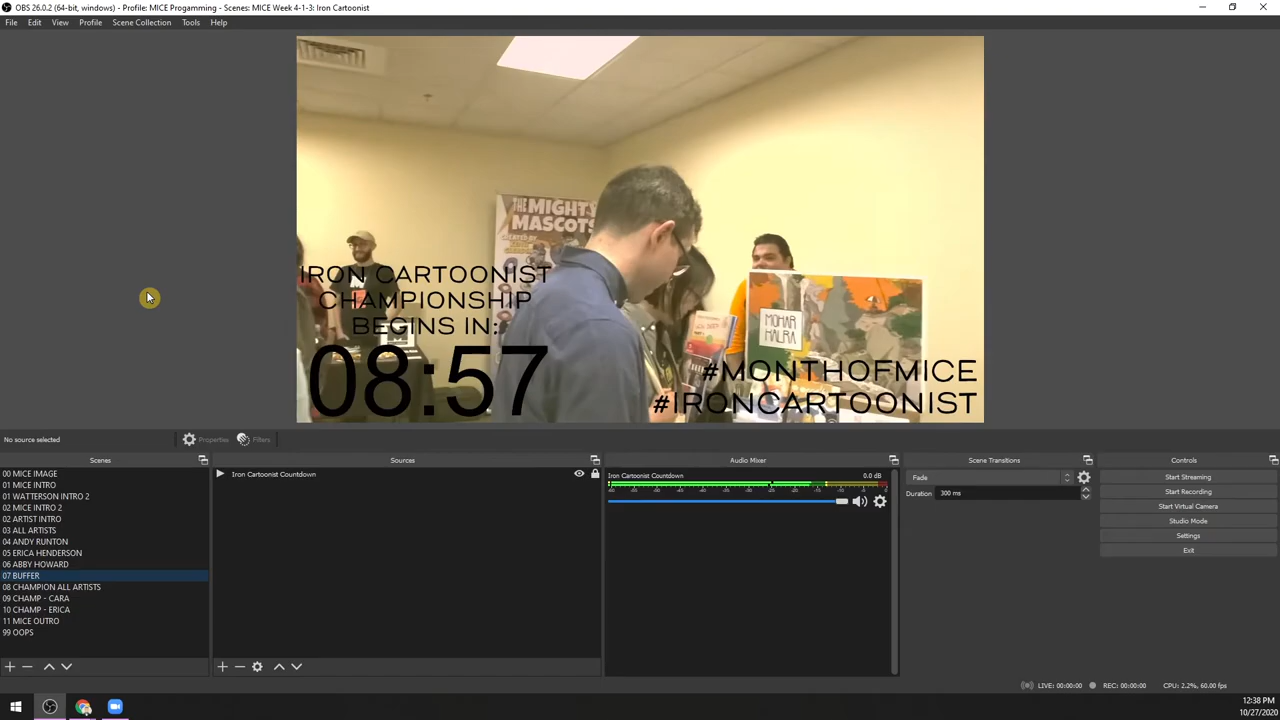 OBS 26.0.2 (64-bit, windows) - Profile: MICE Progamming - Scenes: MICE Week 4-1-3: Iron Cartoonist
File Edit View Profile Scene Collection Tools Help
THE MIGHTY
MASCOTS
MOHAR
KALRA
IRON CARTOONIST
CHAMPIONSHIP
BEGINS IN:
08:57
#MONTHOFMICE
#IRONCARTOONIST
No source selected
Properties Filters
Scenes
00 MICE IMAGE
01 MICE INTRO
01 WATTERSON INTRO 2
02 MICE INTRO 2
02 ARTIST INTRO
03 ALL ARTISTS
04 ANDY RUNTON
05 ERICA HENDERSON
06 ABBY HOWARD
07 BUFFER
08 CHAMPION ALL ARTISTS
09 CHAMP - CARA
10 CHAMP - ERICA
11 MICE OUTRO
99 OOPS
Sources
Iron Cartoonist Countdown
Audio Mixer
Iron Cartoonist Countdown 0.0 dB
Scene Transitions
Fade
Duration 300 ms
Controls
Start Streaming
Start Recording
Start Virtual Camera
Studio Mode
Settings
Exit
LIVE: 00:00:00 REC: 00:00:00 CPU: 2.2%, 60.00 fps
12:38 PM
10/27/2020